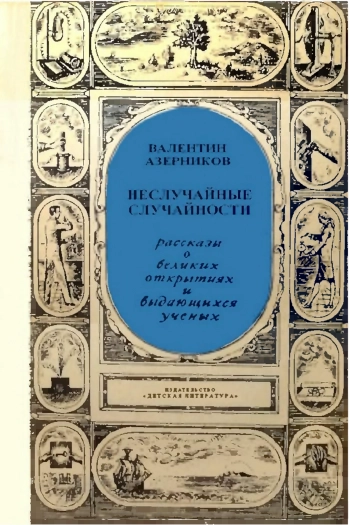 ВАЛЕНТИН
АЗЕРНИКОВ
НЕСЛУЧАЙНЫЕ
СЛУЧАЙНОСТИ
рассказы
о
великих
открытиях
и
выдающихся
ученых
ИЗДАТЕЛЬСТВО
«ДЕТСКАЯ ЛИТЕРАТУРА»